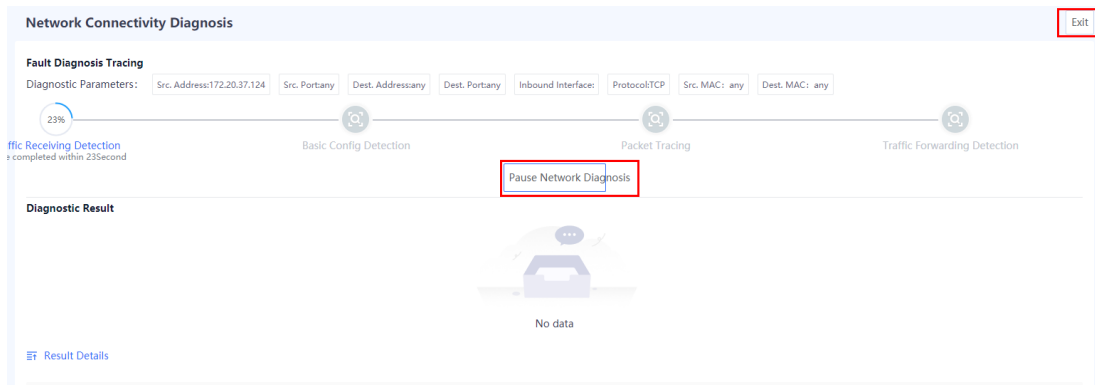 Network Connectivity Diagnosis
Exit
Fault Diagnosis Tracing
Diagnostic Parameters: Src. Address:172.20.37.124 Src. Port:any Dest. Address:any Dest. Port:any Inbound Interface: Protocol:TCP Src. MAC: any Dest. MAC: any
23%
ffic Receiving Detection Basic Config Detection Packet Tracing Traffic Forwarding Detection
e completed within 23Second
Pause Network Diagnosis
Diagnostic Result
No data
Result Details